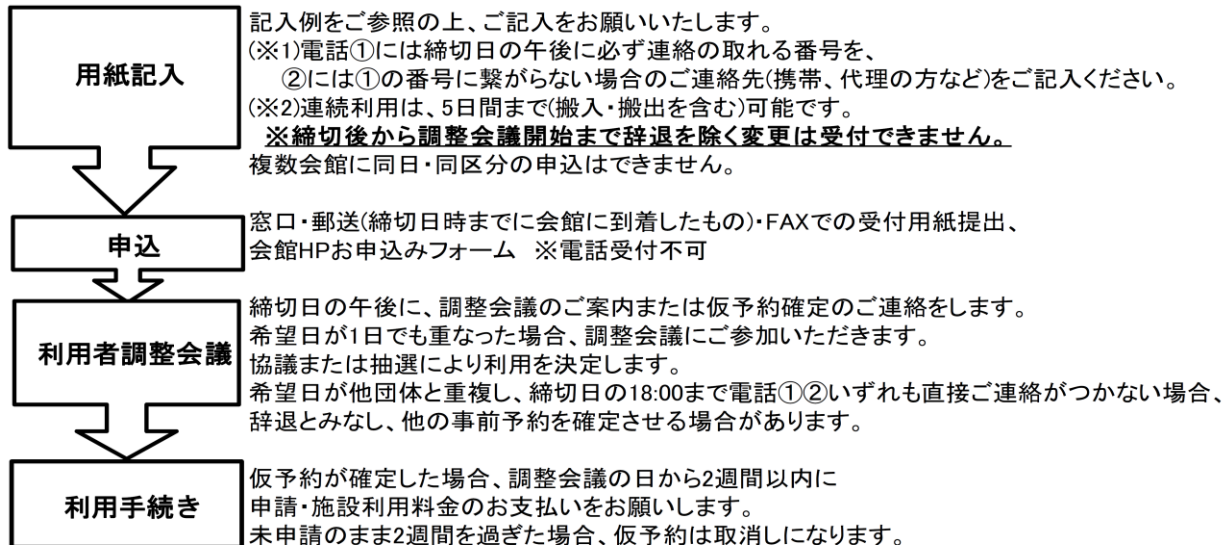 用紙記入
記入例をご参照の上、ご記入をお願いいたします。
(※1)電話①には締切日の午後に必ず連絡の取れる番号を、
②には①の番号に繋がらない場合のご連絡先(携帯、代理の方など)をご記入ください。
(※2)連続利用は、5日間まで(搬入・搬出を含む)可能です。
※締切後から調整会議開始まで辞退を除く変更は受付できません。
複数会館に同日・同区分の申込はできません。
申込
窓口・郵送(締切日時までに会館に到着したもの)・FAXでの受付用紙提出、
会館HPお申込みフォーム ※電話受付不可
利用者調整会議
締切日の午後に、調整会議のご案内または仮予約確定のご連絡をします。
希望日が1日でも重なった場合、調整会議にご参加いただきます。
協議または抽選により利用を決定します。
希望日が他団体と重複し、締切日の18:00まで電話①②いずれも直接ご連絡がつかない場合、
辞退とみなし、他の事前予約を確定させる場合があります。
利用手続き
仮予約が確定した場合、調整会議の日から2週間以内に
申請・施設利用料金のお支払いをお願いします。
未申請のまま2週間を過ぎた場合、仮予約は取消しになります。